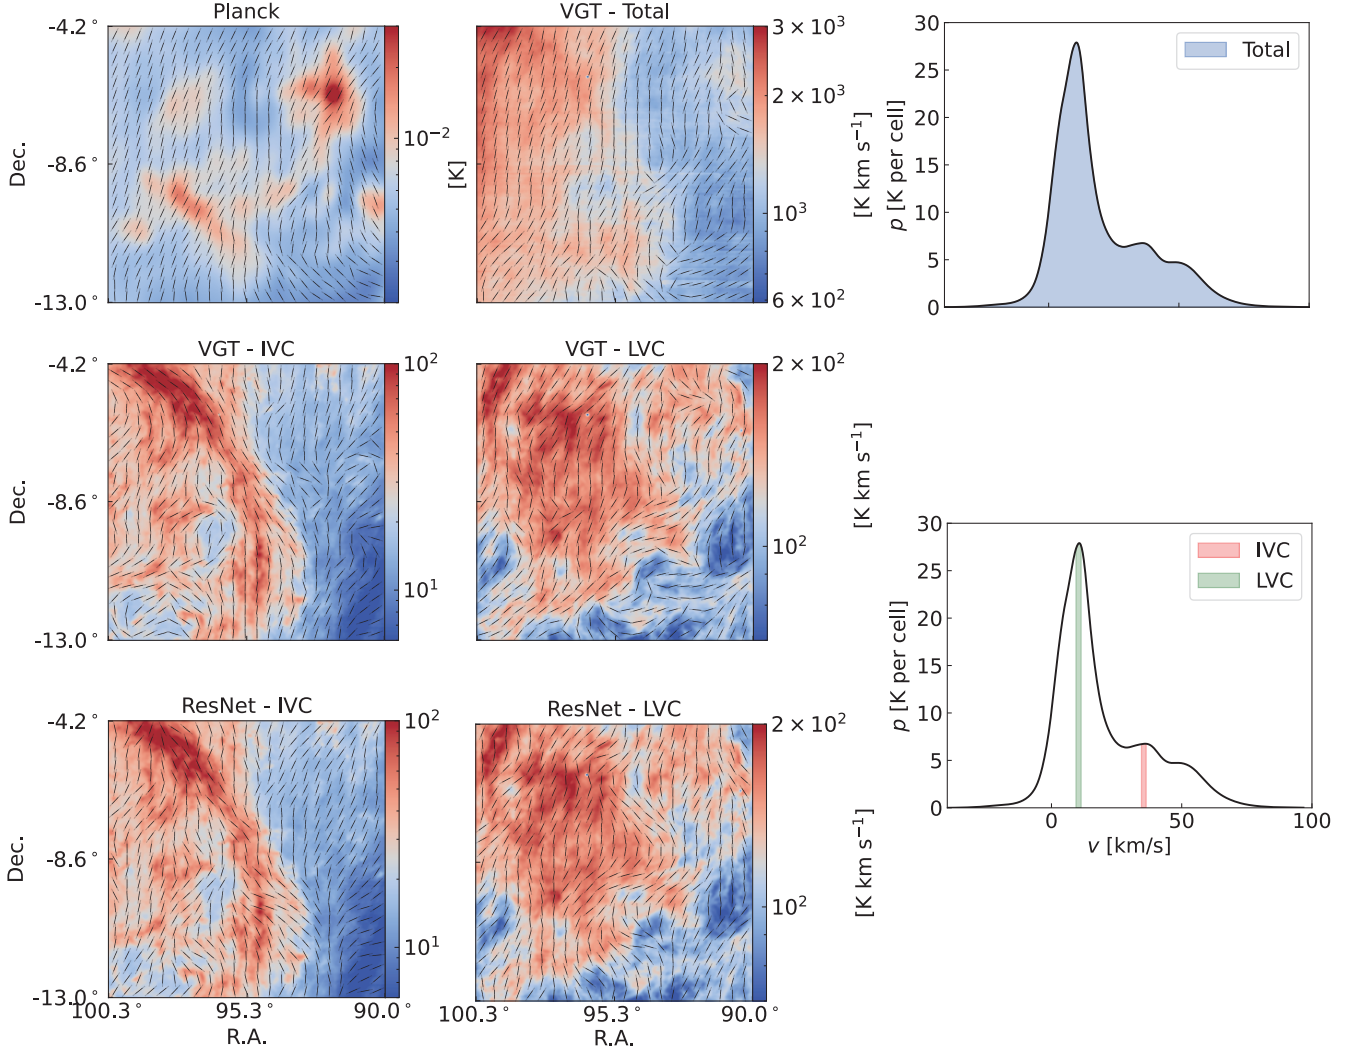 Planck
-4.2°
-8.6°
-13.0°
Dec.
10⁻²
[K]
VGT - Total
3 × 10³
2 × 10³
10³
6 × 10²
[K km s⁻¹]
30
25
20
15
10
5
0
p [K per cell]
Total
VGT - IVC
-4.2°
-8.6°
-13.0°
Dec.
10²
10¹
VGT - LVC
2 × 10²
10²
[K km s⁻¹]
30
25
20
15
10
5
0
p [K per cell]
IVC
LVC
0
50
100
v [km/s]
ResNet - IVC
-4.2°
-8.6°
-13.0°
Dec.
10²
10¹
100.3°
95.3°
90.0°
R.A.
ResNet - LVC
2 × 10²
10²
[K km s⁻¹]
100.3°
95.3°
90.0°
R.A.